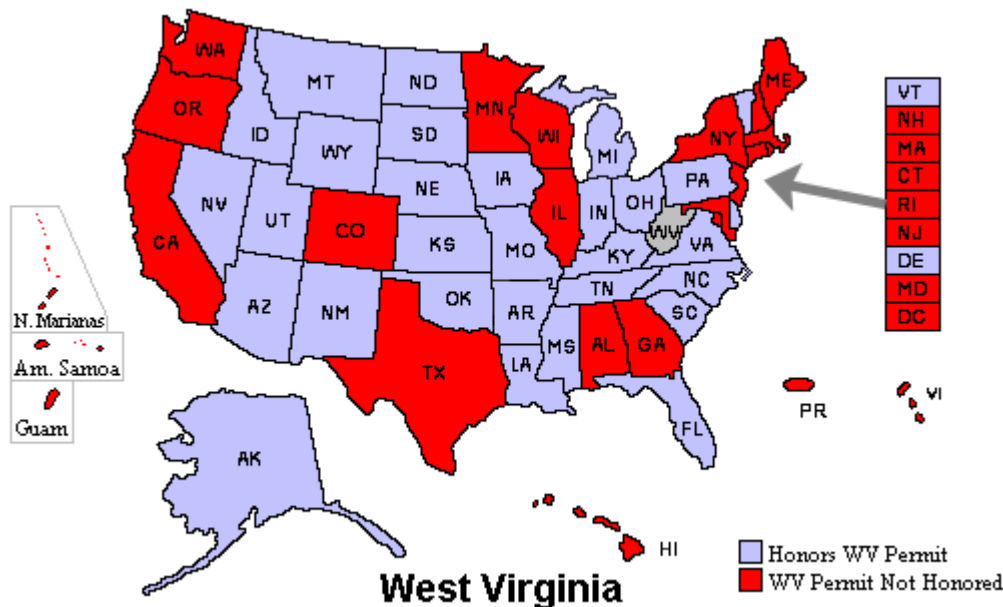 WA
MT
ND
MN
ME
OR
ID
SD
WI
NY
WY
MI
IA
PA
NE
NV
UT
CO
IL
IN
OH
WV
CA
KS
MO
KY
VA
AZ
NM
OK
AR
TN
NC
SC
MS
AL
GA
TX
LA
FL
AK
HI
VT
NH
MA
CT
RI
NJ
DE
MD
DC
N. Marianas
Am. Samoa
Guam
PR
VI
Honors WV Permit
WV Permit Not Honored
West Virginia